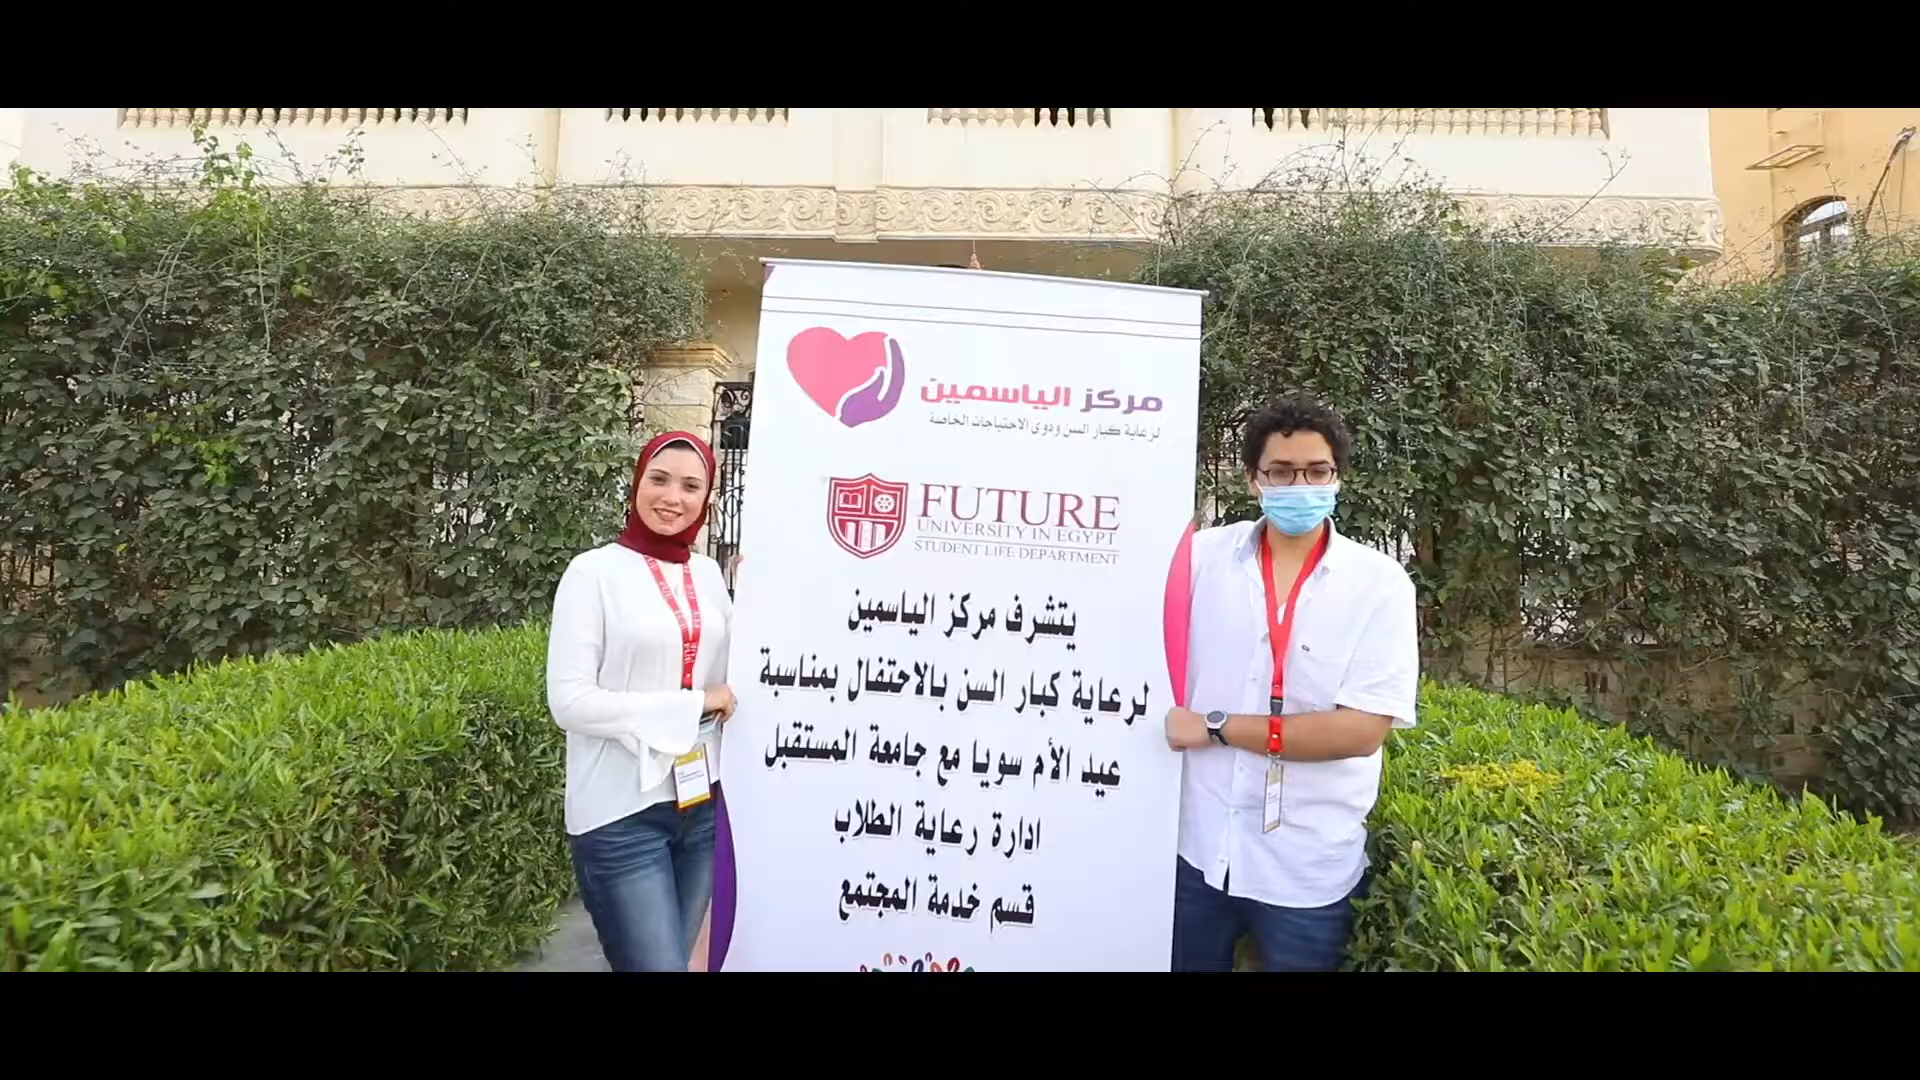 مركز الياسمين
لرعاية كبار السن وذوى الاحتياجات الخاصة
FUTURE
UNIVERSITY IN EGYPT
STUDENT LIFE DEPARTMENT
يتشرف مركز الياسمين
لرعاية كبار السن بالاحتفال بمناسبة
عيد الأم سويا مع جامعة المستقبل
ادارة رعاية الطلاب
قسم خدمة المجتمع